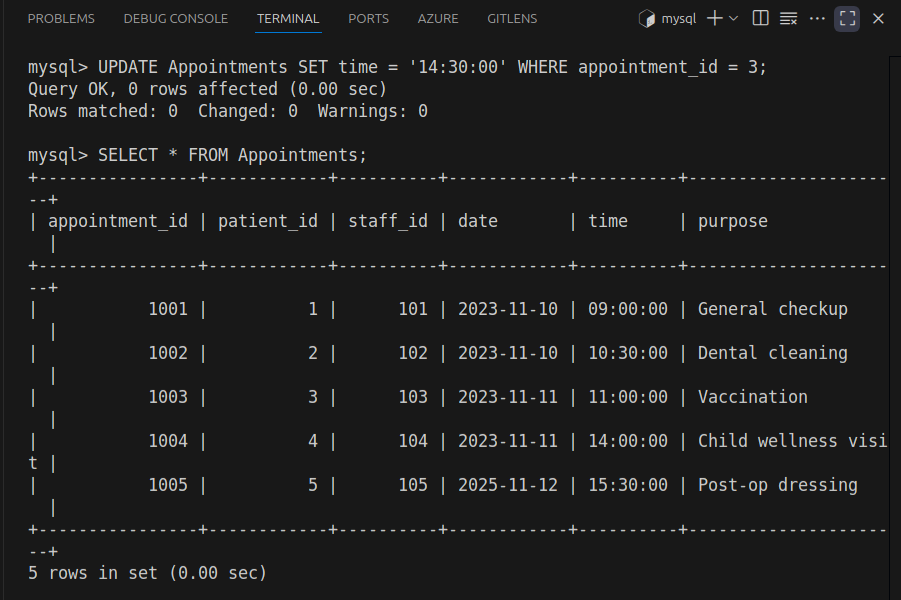 PROBLEMS DEBUG CONSOLE TERMINAL PORTS AZURE GITLENS mysql
mysql> UPDATE Appointments SET time = '14:30:00' WHERE appointment_id = 3;
Query OK, 0 rows affected (0.00 sec)
Rows matched: 0  Changed: 0  Warnings: 0

mysql> SELECT * FROM Appointments;
+----------------+------------+----------+------------+----------+--------------------
--+
| appointment_id | patient_id | staff_id | date       | time     | purpose
  |
+----------------+------------+----------+------------+----------+--------------------
--+
|           1001 |          1 |      101 | 2023-11-10 | 09:00:00 | General checkup
  |
|           1002 |          2 |      102 | 2023-11-10 | 10:30:00 | Dental cleaning
  |
|           1003 |          3 |      103 | 2023-11-11 | 11:00:00 | Vaccination
  |
|           1004 |          4 |      104 | 2023-11-11 | 14:00:00 | Child wellness visi
t |
|           1005 |          5 |      105 | 2025-11-12 | 15:30:00 | Post-op dressing
  |
+----------------+------------+----------+------------+----------+--------------------
--+
5 rows in set (0.00 sec)